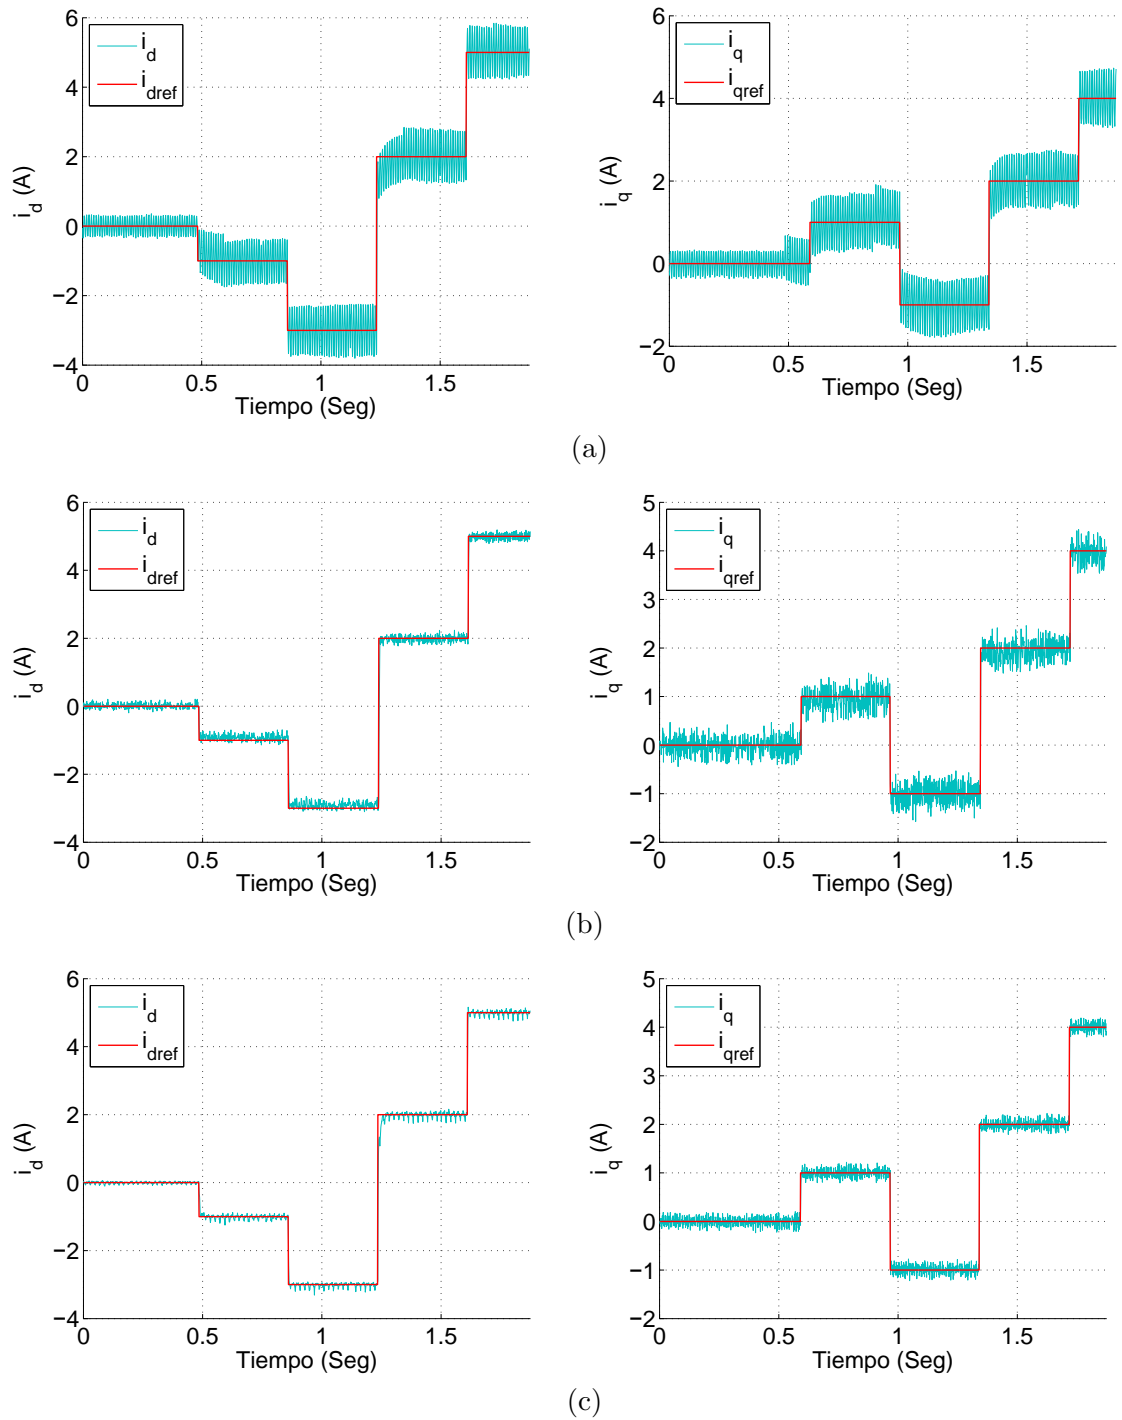 i_d
i_dref
6
4
2
0
−2
−4
0
0.5
1
1.5
i_d (A)
Tiempo (Seg)
i_q
i_qref
6
4
2
0
−2
0
0.5
1
1.5
i_q (A)
Tiempo (Seg)
(a)
i_d
i_dref
6
4
2
0
−2
−4
0
0.5
1
1.5
i_d (A)
Tiempo (Seg)
i_q
i_qref
5
4
3
2
1
0
−1
−2
0
0.5
1
1.5
i_q (A)
Tiempo (Seg)
(b)
i_d
i_dref
6
4
2
0
−2
−4
0
0.5
1
1.5
i_d (A)
Tiempo (Seg)
i_q
i_qref
5
4
3
2
1
0
−1
−2
0
0.5
1
1.5
i_q (A)
Tiempo (Seg)
(c)